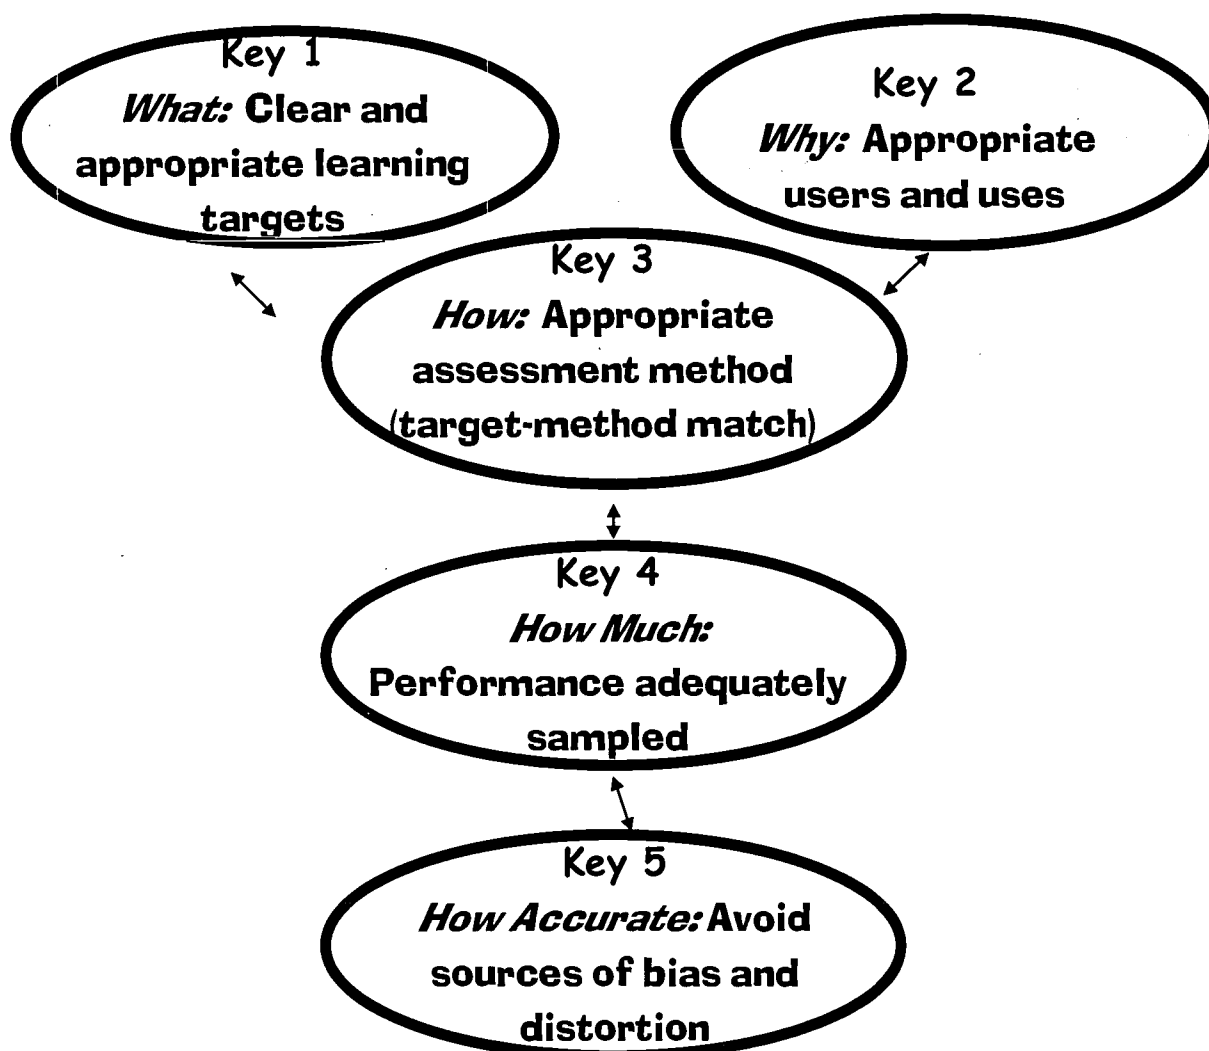 Key 1
What: Clear and
appropriate learning
targets
Key 2
Why: Appropriate
users and uses
Key 3
How: Appropriate
assessment method
(target-method match)
Key 4
How Much:
Performance adequately
sampled
Key 5
How Accurate: Avoid
sources of bias and
distortion